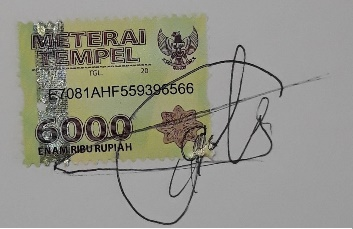 METERAI
TEMPEL
TGL. 20
E7081AHF559396566
6000
ENAM RIBU RUPIAH